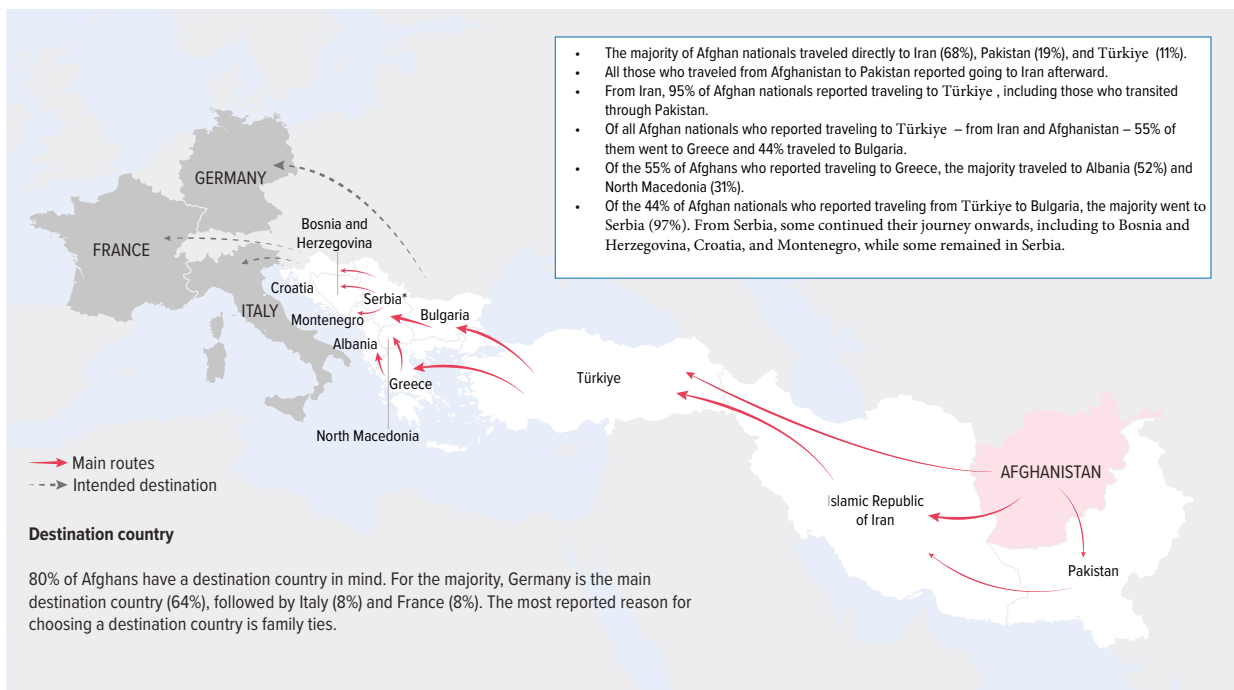 • The majority of Afghan nationals traveled directly to Iran (68%), Pakistan (19%), and Türkiye (11%).
• All those who traveled from Afghanistan to Pakistan reported going to Iran afterward.
• From Iran, 95% of Afghan nationals reported traveling to Türkiye , including those who transited
through Pakistan.
• Of all Afghan nationals who reported traveling to Türkiye – from Iran and Afghanistan – 55% of
them went to Greece and 44% traveled to Bulgaria.
• Of the 55% of Afghans who reported traveling to Greece, the majority traveled to Albania (52%) and
North Macedonia (31%).
• Of the 44% of Afghan nationals who reported traveling from Türkiye to Bulgaria, the majority went to
Serbia (97%). From Serbia, some continued their journey onwards, including to Bosnia and
Herzegovina, Croatia, and Montenegro, while some remained in Serbia.
GERMANY
FRANCE
Bosnia and
Herzegovina
Croatia
Serbia*
ITALY
Montenegro
Bulgaria
Albania
Greece
Türkiye
North Macedonia
AFGHANISTAN
Islamic Republic
of Iran
Pakistan
Main routes
Intended destination
Destination country
80% of Afghans have a destination country in mind. For the majority, Germany is the main
destination country (64%), followed by Italy (8%) and France (8%). The most reported reason for
choosing a destination country is family ties.